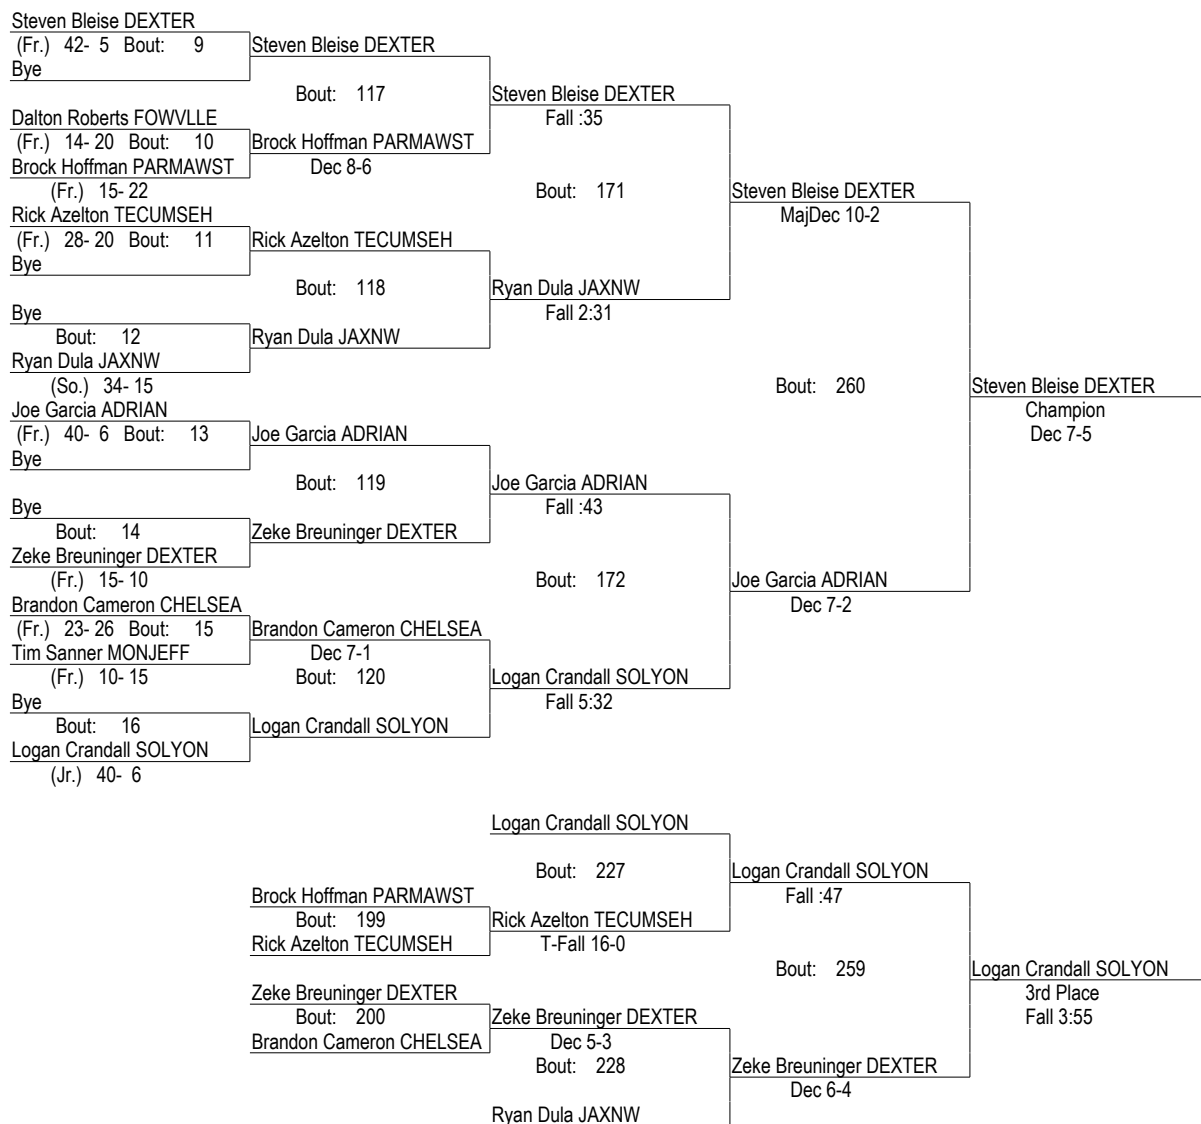 Steven Bleise DEXTER
(Fr.) 42- 5 Bout: 9 Steven Bleise DEXTER
Bye
Bout: 117 Steven Bleise DEXTER
Dalton Roberts FOWVLLE Fall :35
(Fr.) 14- 20 Bout: 10 Brock Hoffman PARMAWST
Brock Hoffman PARMAWST Dec 8-6
(Fr.) 15- 22 Bout: 171 Steven Bleise DEXTER
Rick Azelton TECUMSEH MajDec 10-2
(Fr.) 28- 20 Bout: 11 Rick Azelton TECUMSEH
Bye
Bout: 118 Ryan Dula JAXNW
Bye Fall 2:31
Bout: 12 Ryan Dula JAXNW
Ryan Dula JAXNW
(So.) 34- 15 Bout: 260 Steven Bleise DEXTER
Joe Garcia ADRIAN Champion
(Fr.) 40- 6 Bout: 13 Joe Garcia ADRIAN Dec 7-5
Bye
Bout: 119 Joe Garcia ADRIAN
Bye Fall :43
Bout: 14 Zeke Breuninger DEXTER
Zeke Breuninger DEXTER
(Fr.) 15- 10 Bout: 172 Joe Garcia ADRIAN
Brandon Cameron CHELSEA Dec 7-2
(Fr.) 23- 26 Bout: 15 Brandon Cameron CHELSEA
Tim Sanner MONJEFF Dec 7-1
(Fr.) 10- 15 Bout: 120 Logan Crandall SOLYON
Bye Fall 5:32
Bout: 16 Logan Crandall SOLYON
Logan Crandall SOLYON
(Jr.) 40- 6
Logan Crandall SOLYON
Bout: 227 Logan Crandall SOLYON
Brock Hoffman PARMAWST Fall :47
Bout: 199 Rick Azelton TECUMSEH
Rick Azelton TECUMSEH T-Fall 16-0
Bout: 259 Logan Crandall SOLYON
Zeke Breuninger DEXTER 3rd Place
Bout: 200 Zeke Breuninger DEXTER Fall 3:55
Brandon Cameron CHELSEA Dec 5-3
Bout: 228 Zeke Breuninger DEXTER
Dec 6-4
Ryan Dula JAXNW